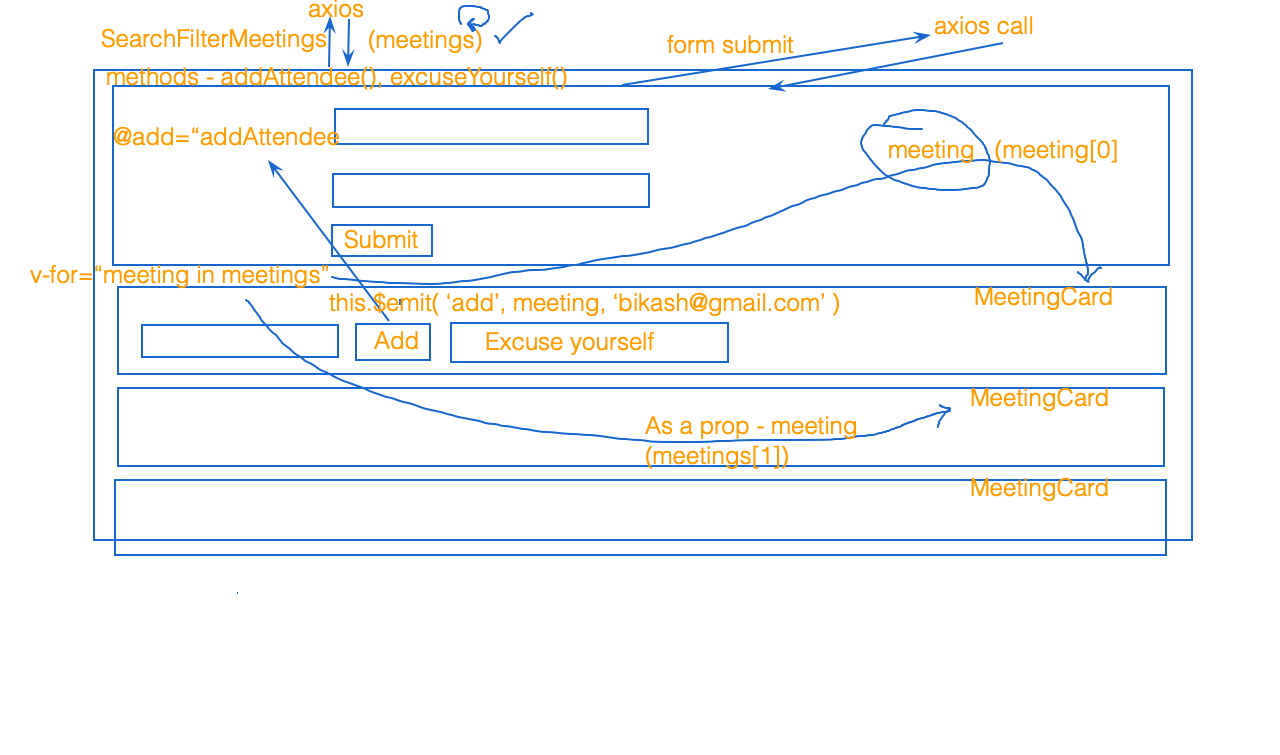 axios
SearchFilterMeetings (meetings)
form submit
axios call
methods - addAttendee(), excuseYourself()
@add=“addAttendee
meeting (meeting[0]
Submit
v-for=“meeting in meetings”
MeetingCard
this.$emit( ‘add’, meeting, ‘bikash@gmail.com’ )
Add
Excuse yourself
MeetingCard
As a prop - meeting
(meetings[1])
MeetingCard